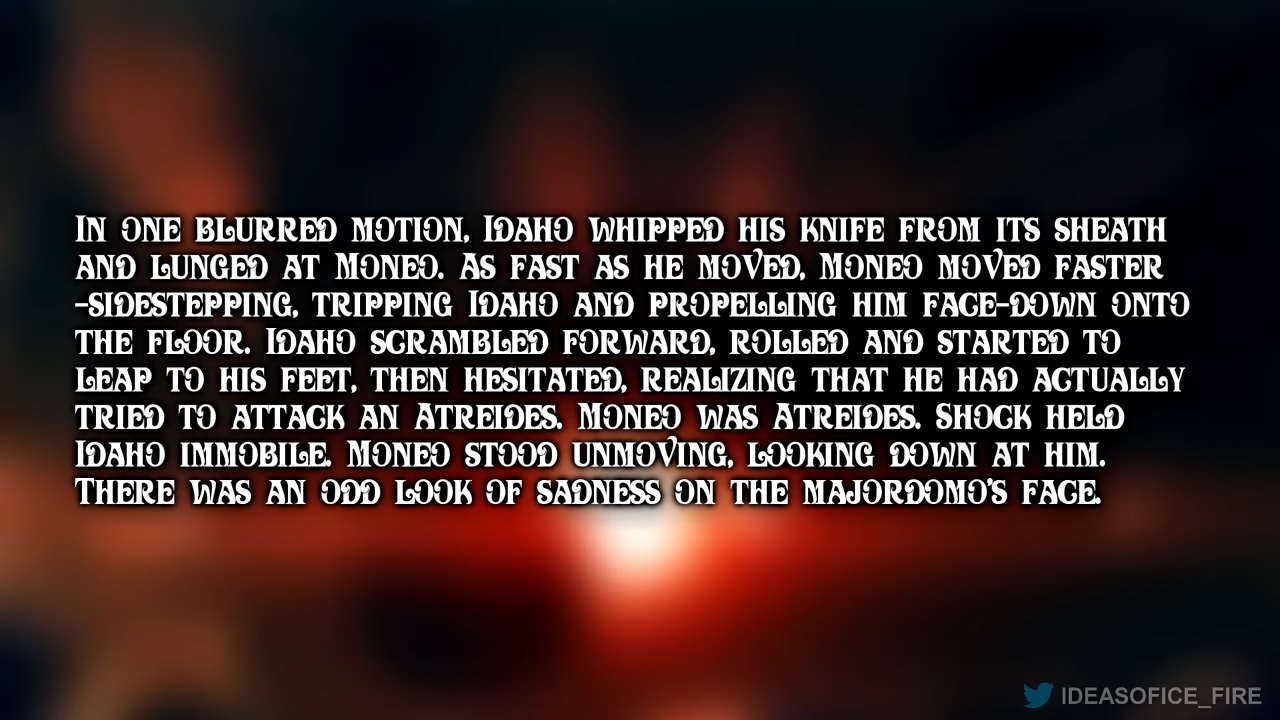 In one blurred motion, Idaho whipped his knife from its sheath
and lunged at Moneo. As fast as he moved, Moneo moved faster
-sidestepping, tripping Idaho and propelling him face-down onto
the floor. Idaho scrambled forward, rolled and started to
leap to his feet, then hesitated, realizing that he had actually
tried to attack an Atreides. Moneo was Atreides. Shock held
Idaho immobile. Moneo stood unmoving, looking down at him.
There was an odd look of sadness on the majordomo's face.
IDEASOFICE_FIRE